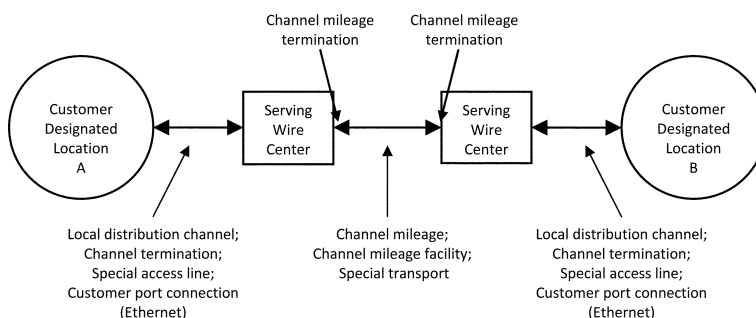 Channel mileage
termination
Channel mileage
termination
Customer
Designated
Location
A
Serving
Wire
Center
Serving
Wire
Center
Customer
Designated
Location
B
Local distribution channel;
Channel termination;
Special access line;
Customer port connection
(Ethernet)
Channel mileage;
Channel mileage facility;
Special transport
Local distribution channel;
Channel termination;
Special access line;
Customer port connection
(Ethernet)